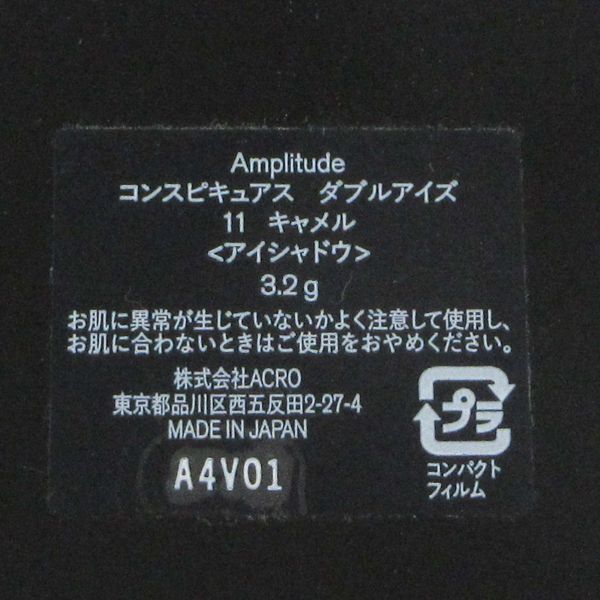 Amplitude
コンスピキュアス　ダブルアイズ
11　キャメル
<アイシャドウ>
3.2 g
お肌に異常が生じていないかよく注意して使用し、
お肌に合わないときはご使用をおやめください。
株式会社ACRO
東京都品川区西五反田2-27-4
MADE IN JAPAN
A4V01
プラ
コンパクト
フィルム